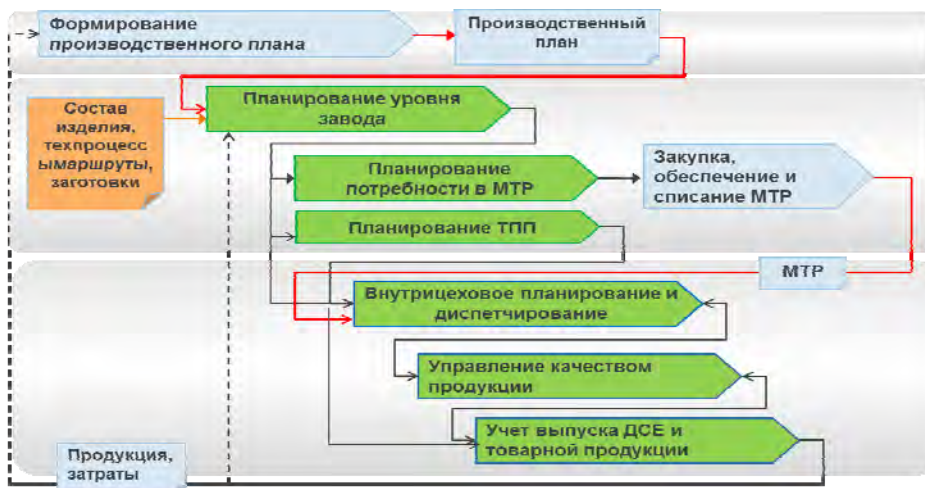 Формирование
производственного плана
Производственный
план
Состав
изделия,
техпроцесс
ымаршруты,
заготовки
Планирование уровня
завода
Планирование
потребности в МТР
Закупка,
обеспечение и
списание МТР
Планирование ТПП
МТР
Внутрицеховое планирование и
диспетчирование
Управление качеством
продукции
Учет выпуска ДСЕ и
товарной продукции
Продукция,
затраты